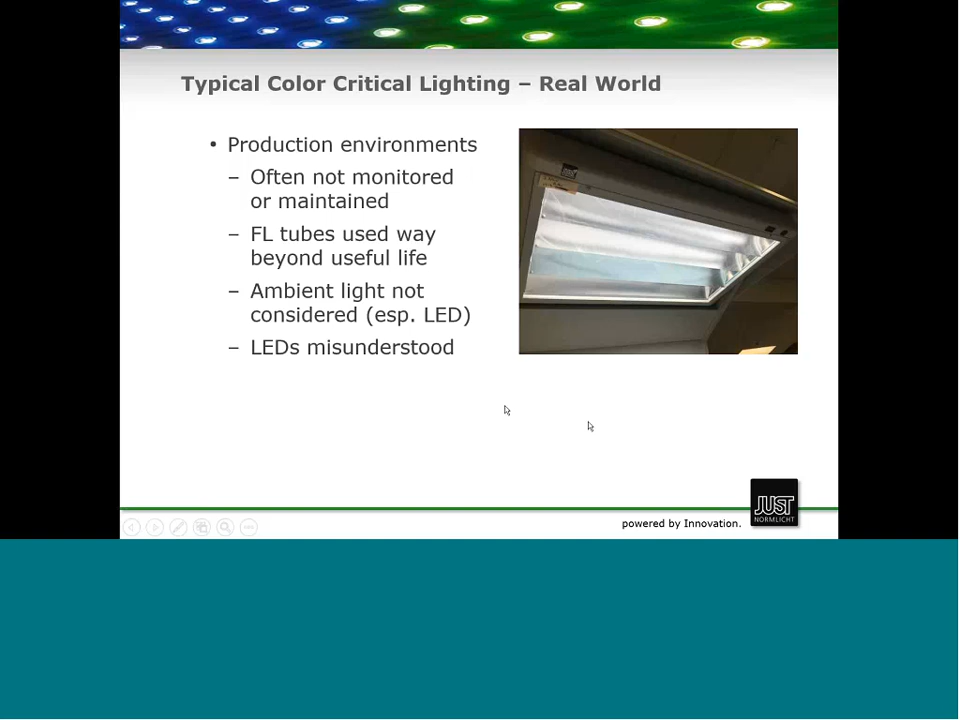 Typical Color Critical Lighting – Real World
• Production environments
– Often not monitored
or maintained
– FL tubes used way
beyond useful life
– Ambient light not
considered (esp. LED)
– LEDs misunderstood
JUST
JUST
NORMLICHT
powered by Innovation.